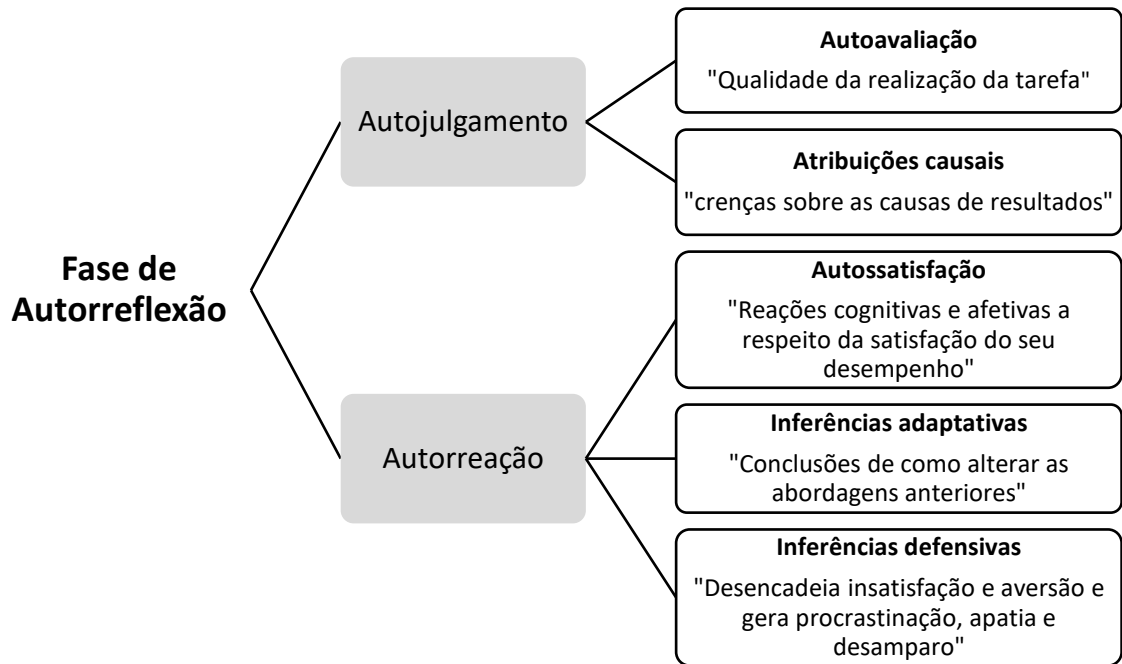 Fase de
Autorreflexão
Autojulgamento
Autoavaliação
"Qualidade da realização da tarefa"
Atribuições causais
"crenças sobre as causas de resultados"
Autorreação
Autossatisfação
"Reações cognitivas e afetivas a
respeito da satisfação do seu
desempenho"
Inferências adaptativas
"Conclusões de como alterar as
abordagens anteriores"
Inferências defensivas
"Desencadeia insatisfação e aversão e
gera procrastinação, apatia e
desamparo"